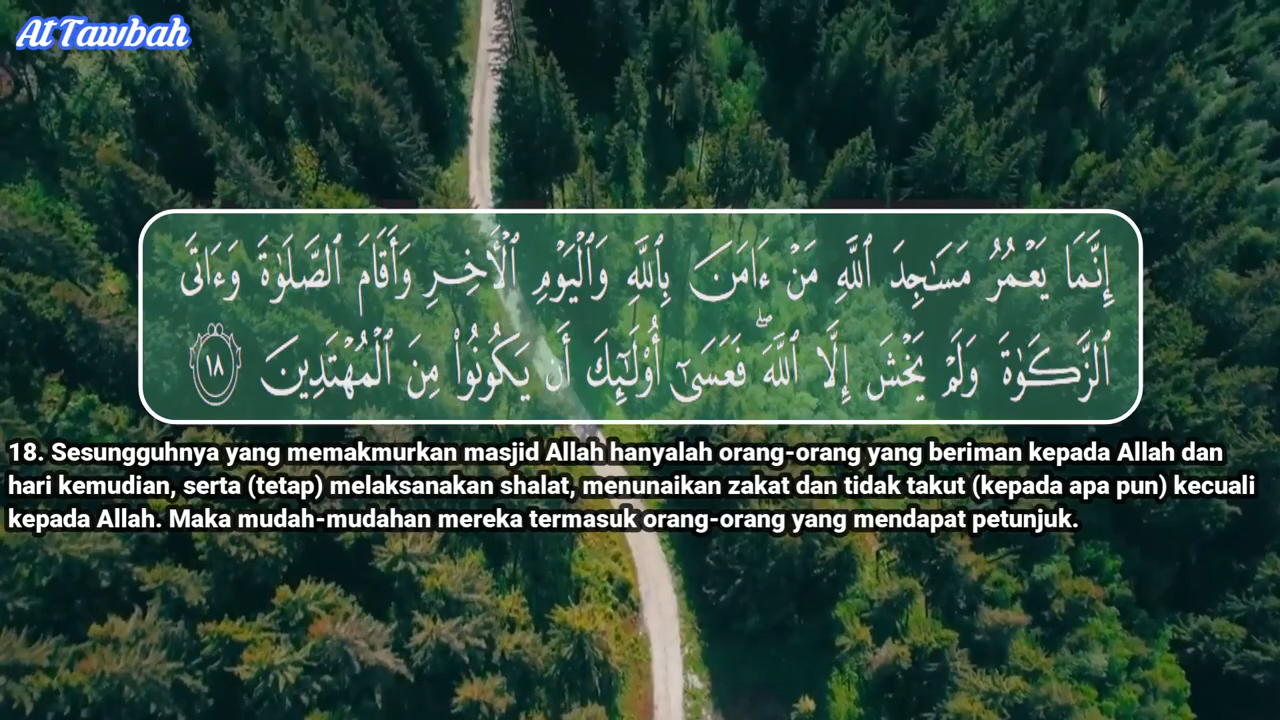 At Tawbah
إِنَّمَا يَعْمُرُ مَسَـٰجِدَ ٱللَّهِ مَنْ ءَامَنَ بِٱللَّهِ وَٱلْيَوْمِ ٱلْـَٔاخِرِ وَأَقَامَ ٱلصَّلَوٰةَ وَءَاتَى
ٱلزَّكَوٰةَ وَلَمْ يَخْشَ إِلَّا ٱللَّهَ ۖ فَعَسَىٰٓ أُو۟لَـٰٓئِكَ أَن يَكُونُوا۟ مِنَ ٱلْمُهْتَدِينَ ١٨
18. Sesungguhnya yang memakmurkan masjid Allah hanyalah orang-orang yang beriman kepada Allah dan
hari kemudian, serta (tetap) melaksanakan shalat, menunaikan zakat dan tidak takut (kepada apa pun) kecuali
kepada Allah. Maka mudah-mudahan mereka termasuk orang-orang yang mendapat petunjuk.